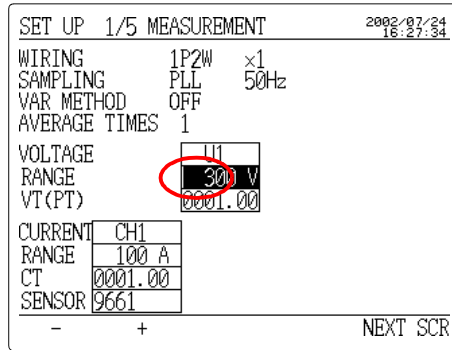 SET UP 1/5 MEASUREMENT 2002/07/24
16:27:34
WIRING 1P2W ×1
SAMPLING PLL 50Hz
VAR METHOD OFF
AVERAGE TIMES 1
VOLTAGE U1
RANGE 300 V
VT(PT) 0001.00
CURRENT CH1
RANGE 100 A
CT 0001.00
SENSOR 9661
- + NEXT SCR